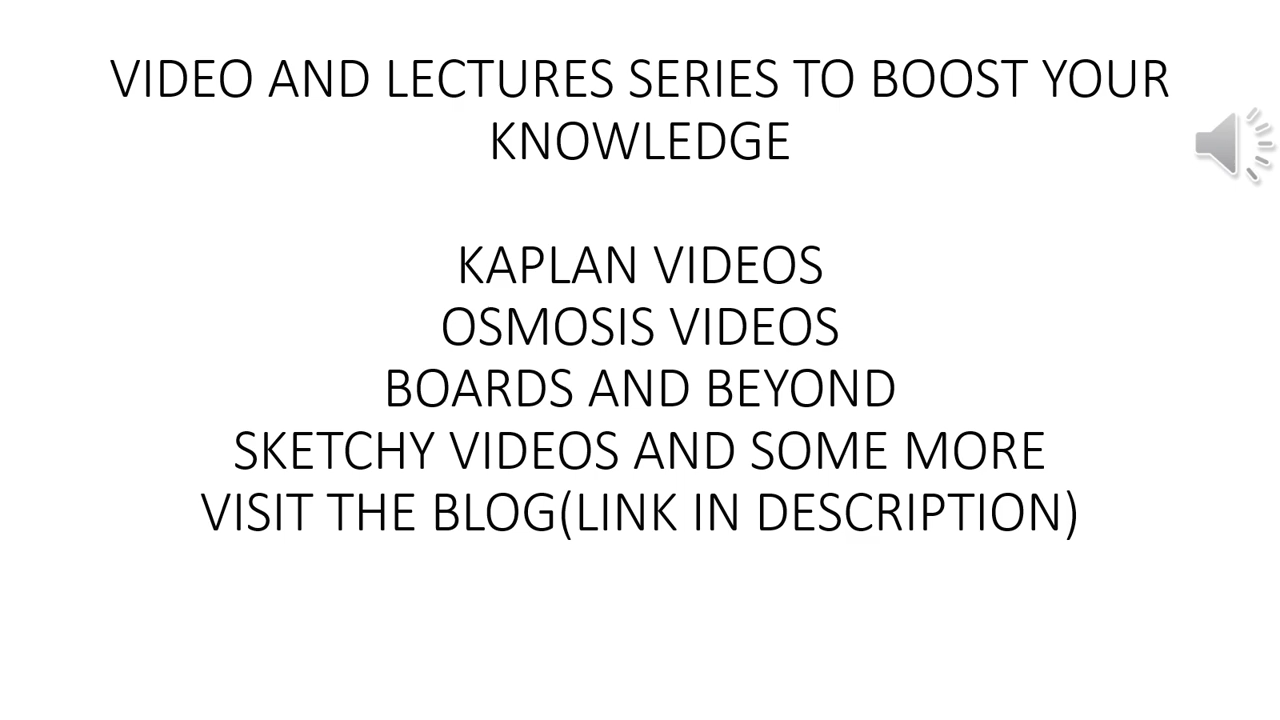 VIDEO AND LECTURES SERIES TO BOOST YOUR
KNOWLEDGE
KAPLAN VIDEOS
OSMOSIS VIDEOS
BOARDS AND BEYOND
SKETCHY VIDEOS AND SOME MORE
VISIT THE BLOG(LINK IN DESCRIPTION)